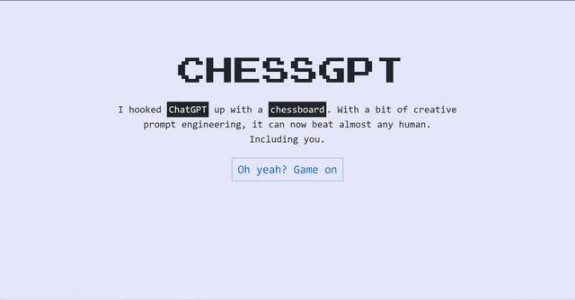 CHESSGPT
I hooked ChatGPT up with a chessboard. With a bit of creative
prompt engineering, it can now beat almost any human.
Including you.
Oh yeah? Game on